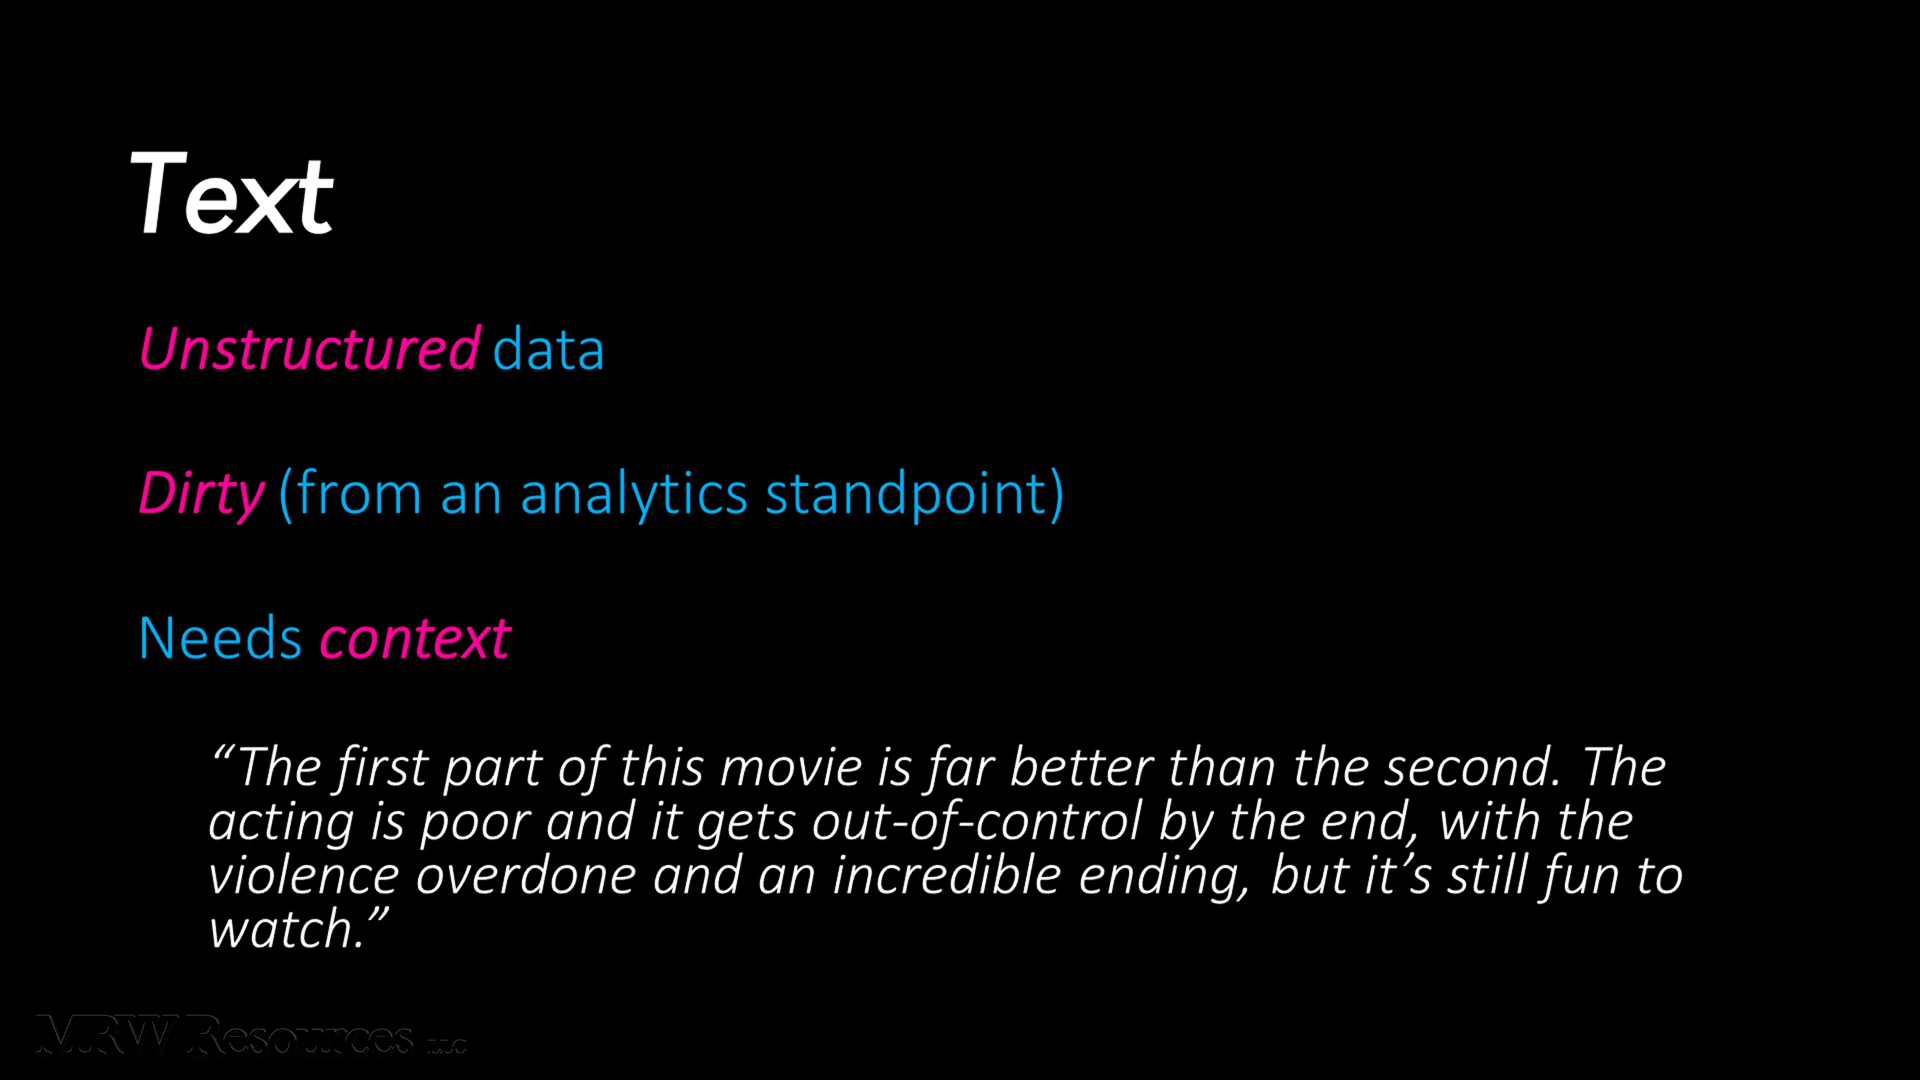 Text
Unstructured data
Dirty (from an analytics standpoint)
Needs context
“The first part of this movie is far better than the second. The
acting is poor and it gets out-of-control by the end, with the
violence overdone and an incredible ending, but it’s still fun to
watch.”
MRW Resources LLC